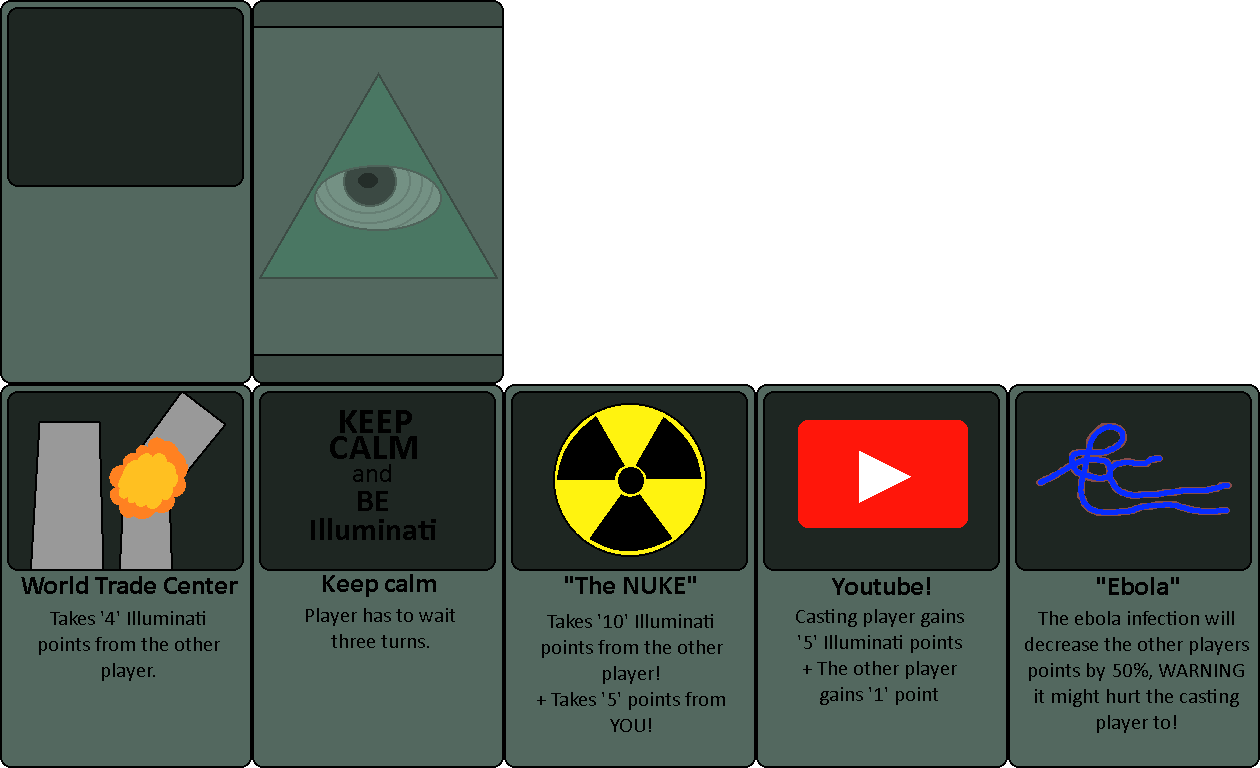 KEEP
CALM
and
BE
Illuminati
World Trade Center
Takes '4' Illuminati
points from the other
player.
Keep calm
Player has to wait
three turns.
"The NUKE"
Takes '10' Illuminati
points from the other
player!
+ Takes '5' points from
YOU!
Youtube!
Casting player gains
'5' Illuminati points
+ The other player
gains '1' point
"Ebola"
The ebola infection will
decrease the other players
points by 50%, WARNING
it might hurt the casting
player to!